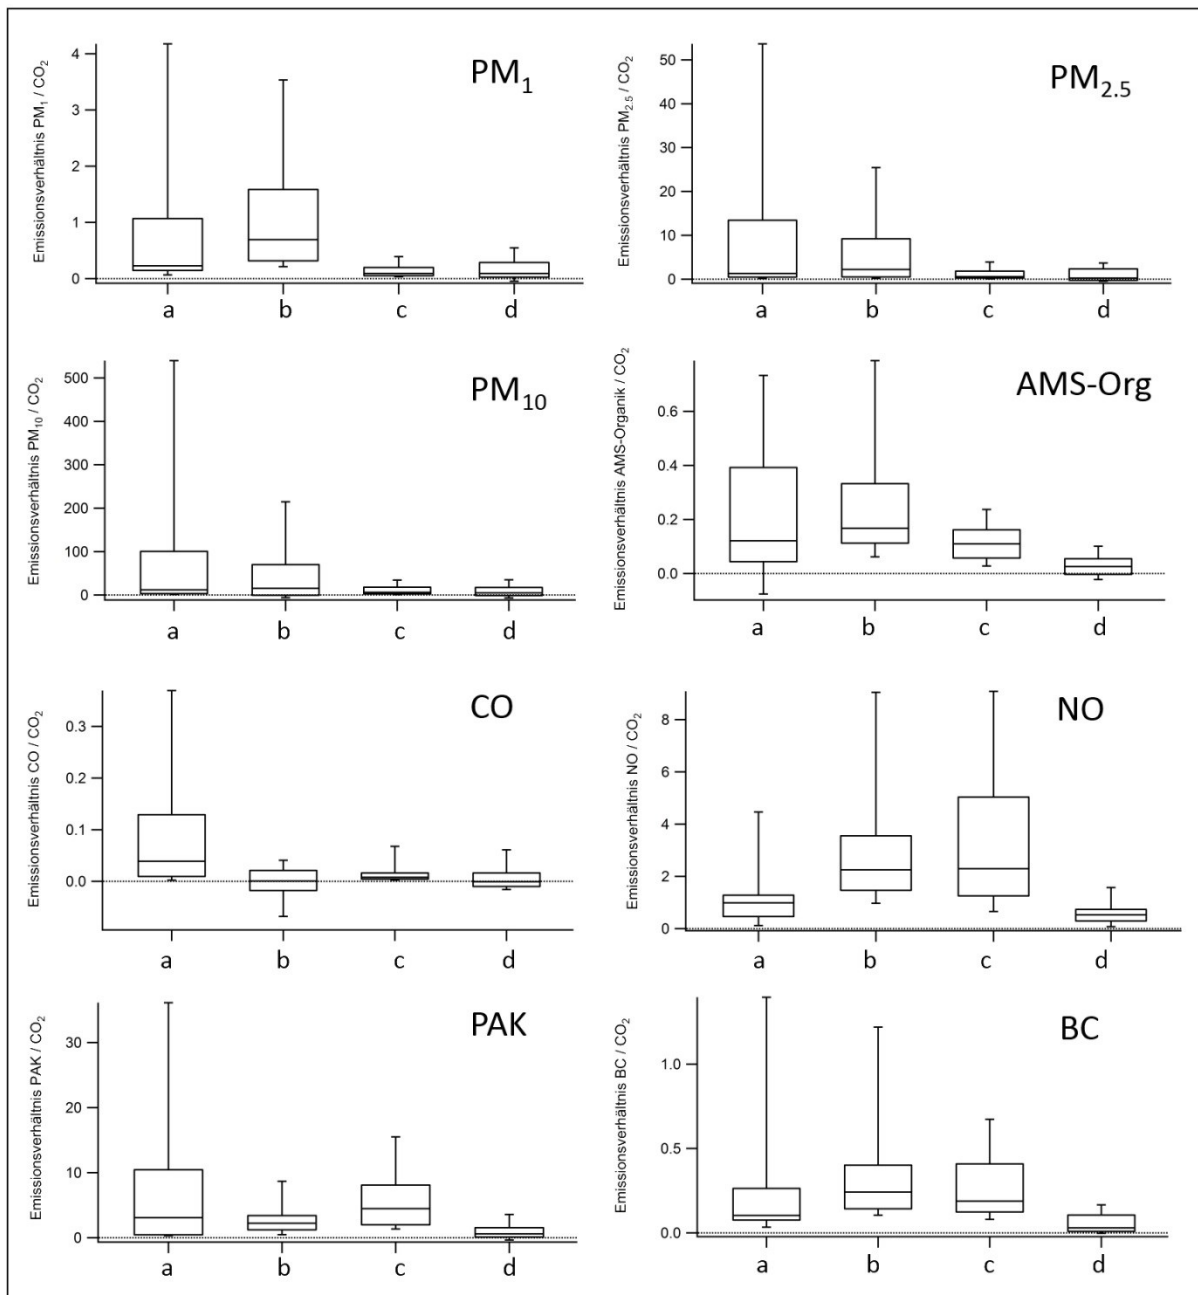 PM₁
Emissionsverhältnis PM₁ / CO₂
4
3
2
1
0
a b c d
PM₂.₅
Emissionsverhältnis PM₂.₅ / CO₂
50
40
30
20
10
0
a b c d
PM₁₀
Emissionsverhältnis PM₁₀ / CO₂
500
400
300
200
100
0
a b c d
AMS-Org
Emissionsverhältnis AMS-Organik / CO₂
0.6
0.4
0.2
0.0
a b c d
CO
Emissionsverhältnis CO / CO₂
0.3
0.2
0.1
0.0
a b c d
NO
Emissionsverhältnis NO / CO₂
8
6
4
2
0
a b c d
PAK
Emissionsverhältnis PAK / CO₂
30
20
10
0
a b c d
BC
Emissionsverhältnis BC / CO₂
1.0
0.5
0.0
a b c d